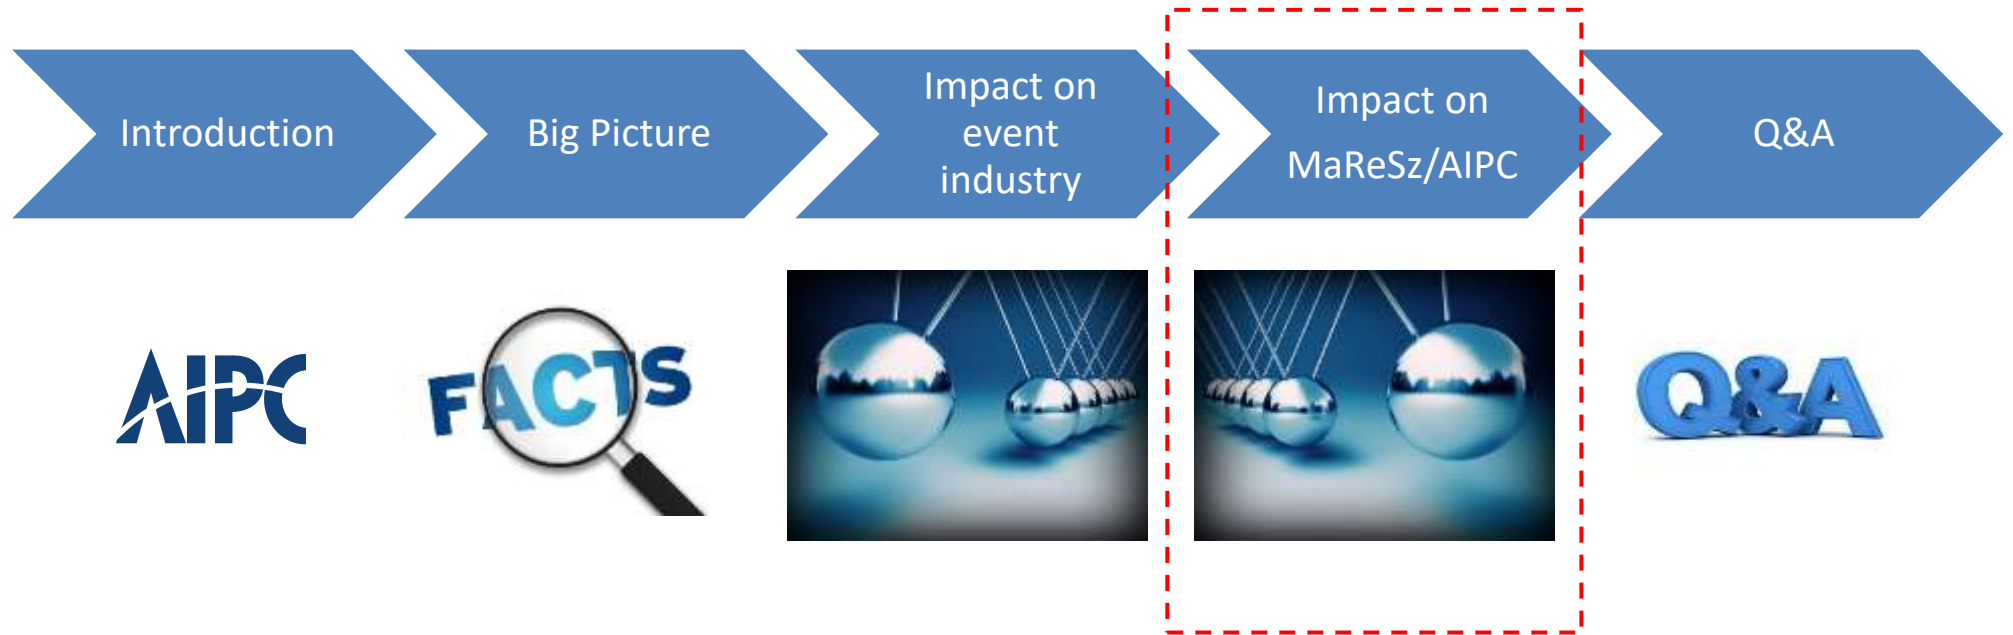 Introduction
Big Picture
Impact on
event
industry
Impact on
MaReSz/AIPC
Q&A
AIPC
FACTS
Q&A